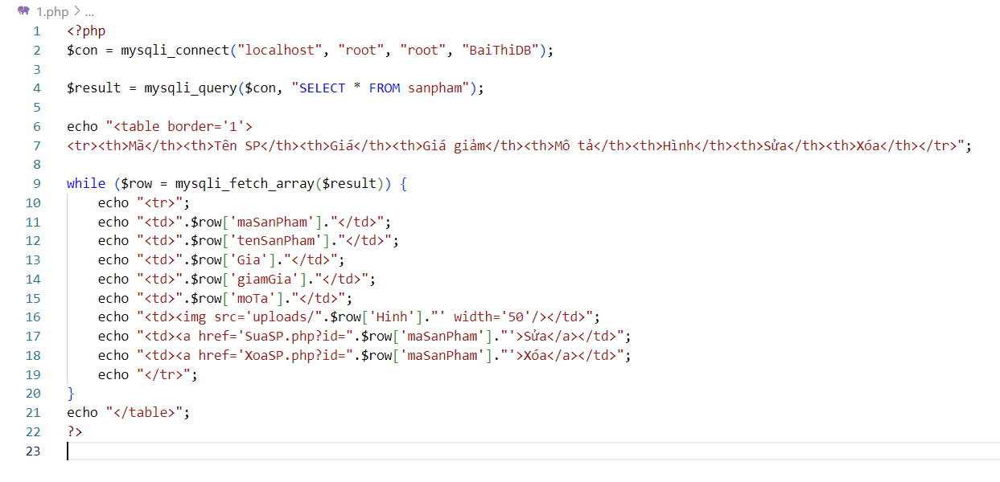 1.php > ...
1 <?php
2 $con = mysqli_connect("localhost", "root", "root", "BaiThiDB");
3
4 $result = mysqli_query($con, "SELECT * FROM sanpham");
5
6 echo "<table border='1'>
7 <tr><th>Mã</th><th>Tên SP</th><th>Giá</th><th>Giá giảm</th><th>Mô tả</th><th>Hình</th><th>Sửa</th><th>Xóa</th></tr>";
8
9 while ($row = mysqli_fetch_array($result)) {
10     echo "<tr>";
11     echo "<td>".$row['maSanPham']."</td>";
12     echo "<td>".$row['tenSanPham']."</td>";
13     echo "<td>".$row['Gia']."</td>";
14     echo "<td>".$row['giamGia']."</td>";
15     echo "<td>".$row['moTa']."</td>";
16     echo "<td><img src='uploads/".$row['Hinh']."' width='50'/></td>";
17     echo "<td><a href='SuaSP.php?id=".$row['maSanPham']."'>Sửa</a></td>";
18     echo "<td><a href='XoaSP.php?id=".$row['maSanPham']."'>Xóa</a></td>";
19     echo "</tr>";
20 }
21 echo "</table>";
22 ?>
23